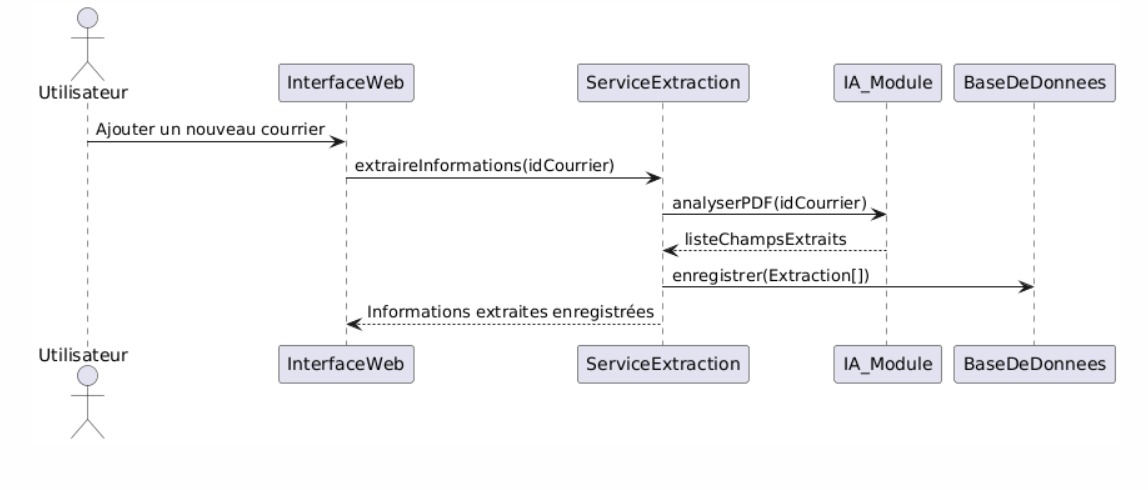 Utilisateur
InterfaceWeb
ServiceExtraction
IA_Module
BaseDeDonnees
Ajouter un nouveau courrier
extraireInformations(idCourrier)
analyserPDF(idCourrier)
listeChampsExtraits
enregistrer(Extraction[])
Informations extraites enregistrées
Utilisateur
InterfaceWeb
ServiceExtraction
IA_Module
BaseDeDonnees